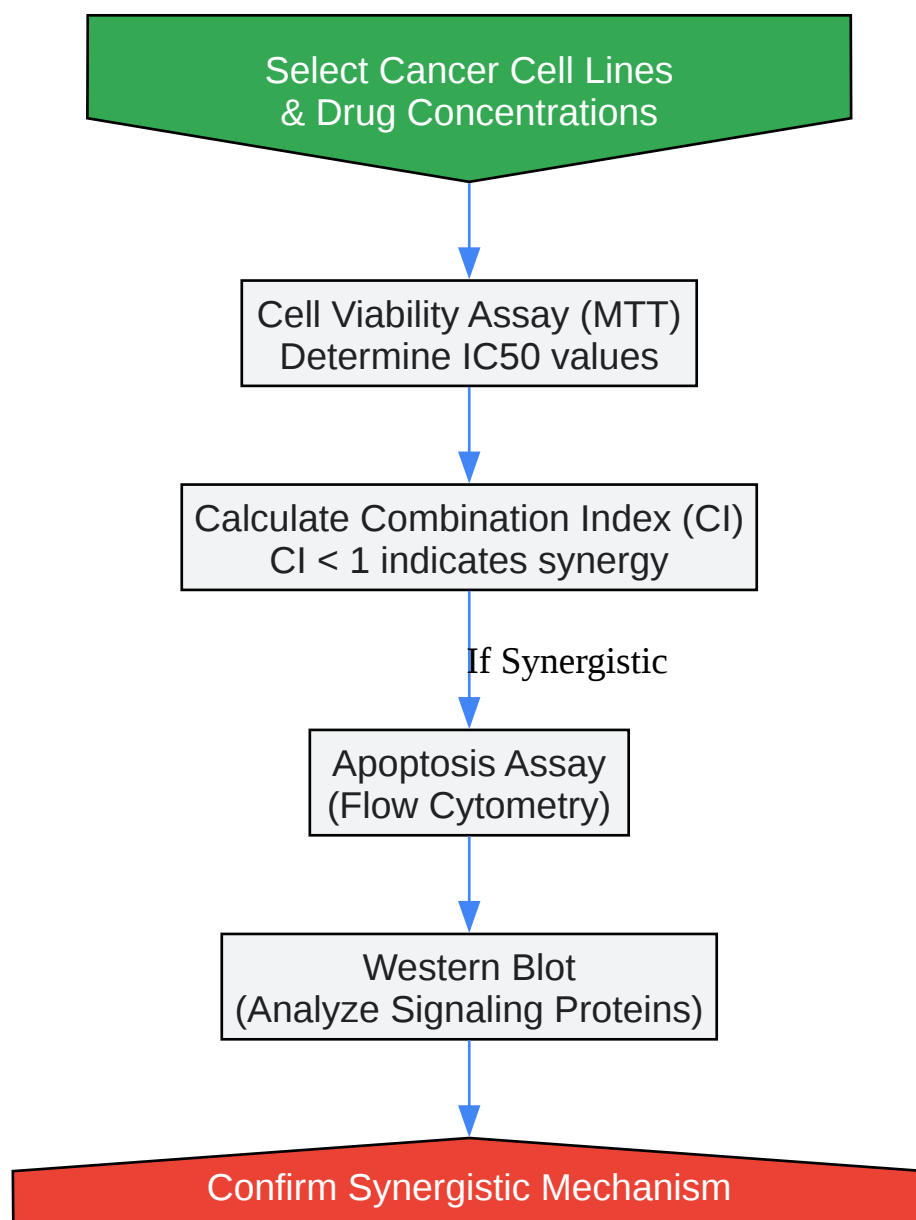 Select Cancer Cell Lines
& Drug Concentrations
Cell Viability Assay (MTT)
Determine IC50 values
Calculate Combination Index (CI)
CI < 1 indicates synergy
If Synergistic
Apoptosis Assay
(Flow Cytometry)
Western Blot
(Analyze Signaling Proteins)
Confirm Synergistic Mechanism